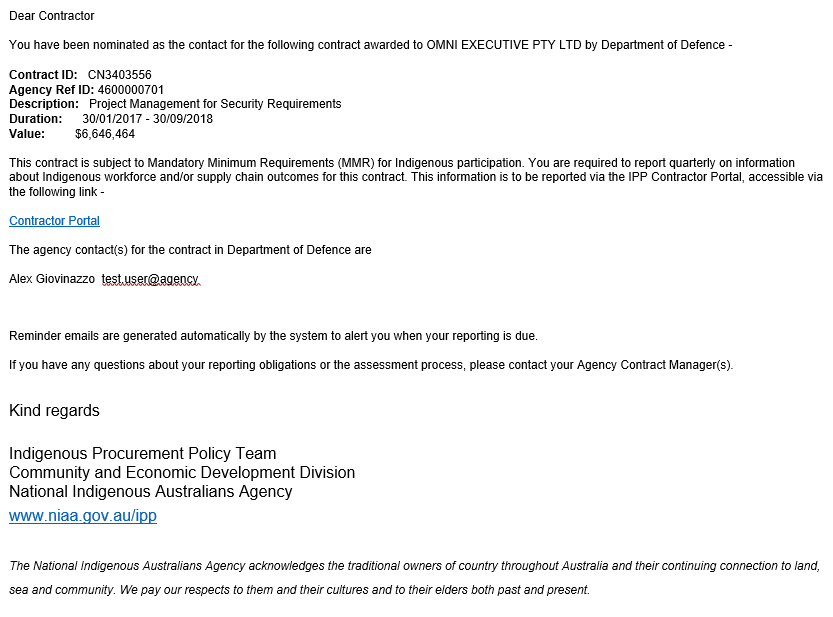 Dear Contractor
You have been nominated as the contact for the following contract awarded to OMNI EXECUTIVE PTY LTD by Department of Defence -
Contract ID: CN3403556
Agency Ref ID: 4600000701
Description: Project Management for Security Requirements
Duration: 30/01/2017 - 30/09/2018
Value: $6,646,464
This contract is subject to Mandatory Minimum Requirements (MMR) for Indigenous participation. You are required to report quarterly on information
about Indigenous workforce and/or supply chain outcomes for this contract. This information is to be reported via the IPP Contractor Portal, accessible via
the following link -
Contractor Portal
The agency contact(s) for the contract in Department of Defence are
Alex Giovinazzo test.user@agency
Reminder emails are generated automatically by the system to alert you when your reporting is due.
If you have any questions about your reporting obligations or the assessment process, please contact your Agency Contract Manager(s).
Kind regards
Indigenous Procurement Policy Team
Community and Economic Development Division
National Indigenous Australians Agency
www.niaa.gov.au/ipp
The National Indigenous Australians Agency acknowledges the traditional owners of country throughout Australia and their continuing connection to land,
sea and community. We pay our respects to them and their cultures and to their elders both past and present.